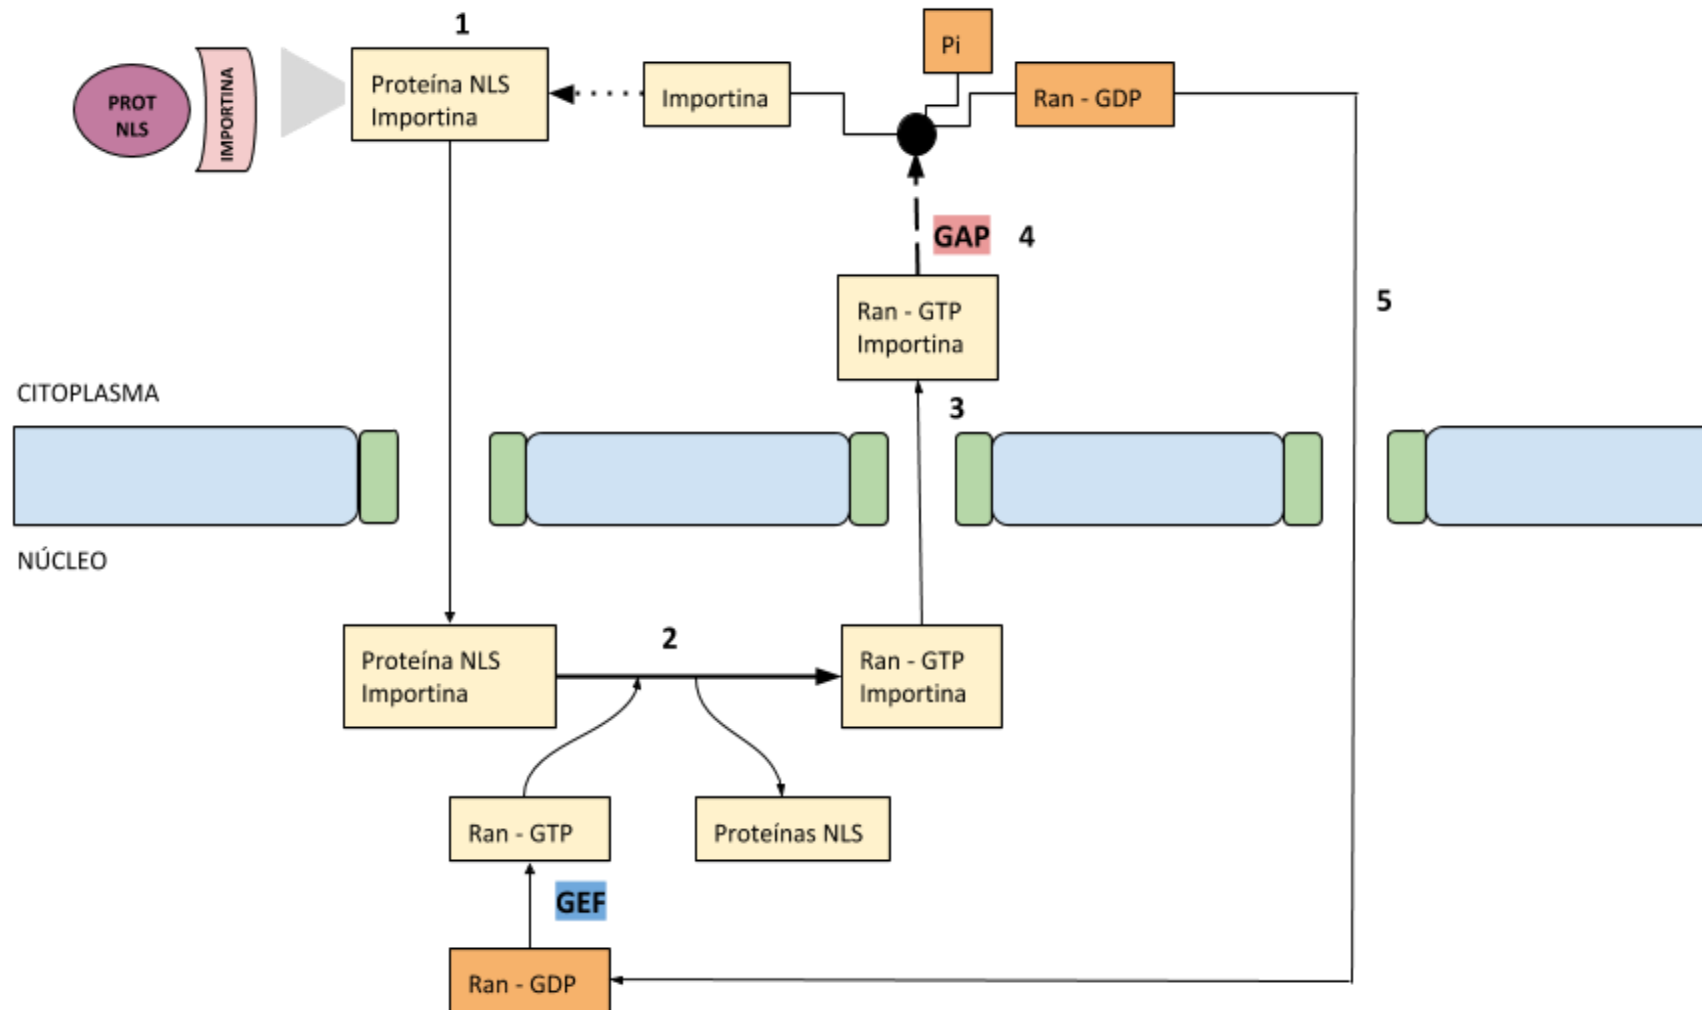 1
PROT
NLS
IMPORTINA
Proteína NLS
Importina
Importina
Pi
Ran - GDP
GAP
4
Ran - GTP
Importina
5
CITOPLASMA
3
NÚCLEO
Proteína NLS
Importina
2
Ran - GTP
Importina
Ran - GTP
Proteínas NLS
GEF
Ran - GDP